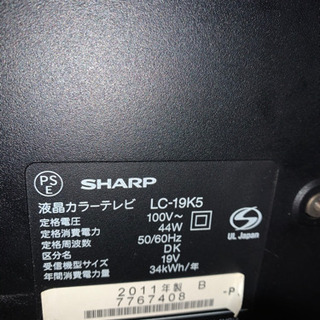 PS
E
SHARP
液晶カラーテレビ LC-19K5
定格電圧 100V~
定格消費電力 44W
定格周波数 50/60Hz
区分名 DK
受信機型サイズ 19V
年間消費電力量 34kWh/年
S
UL Japan
2011年製 B
7767408 -P